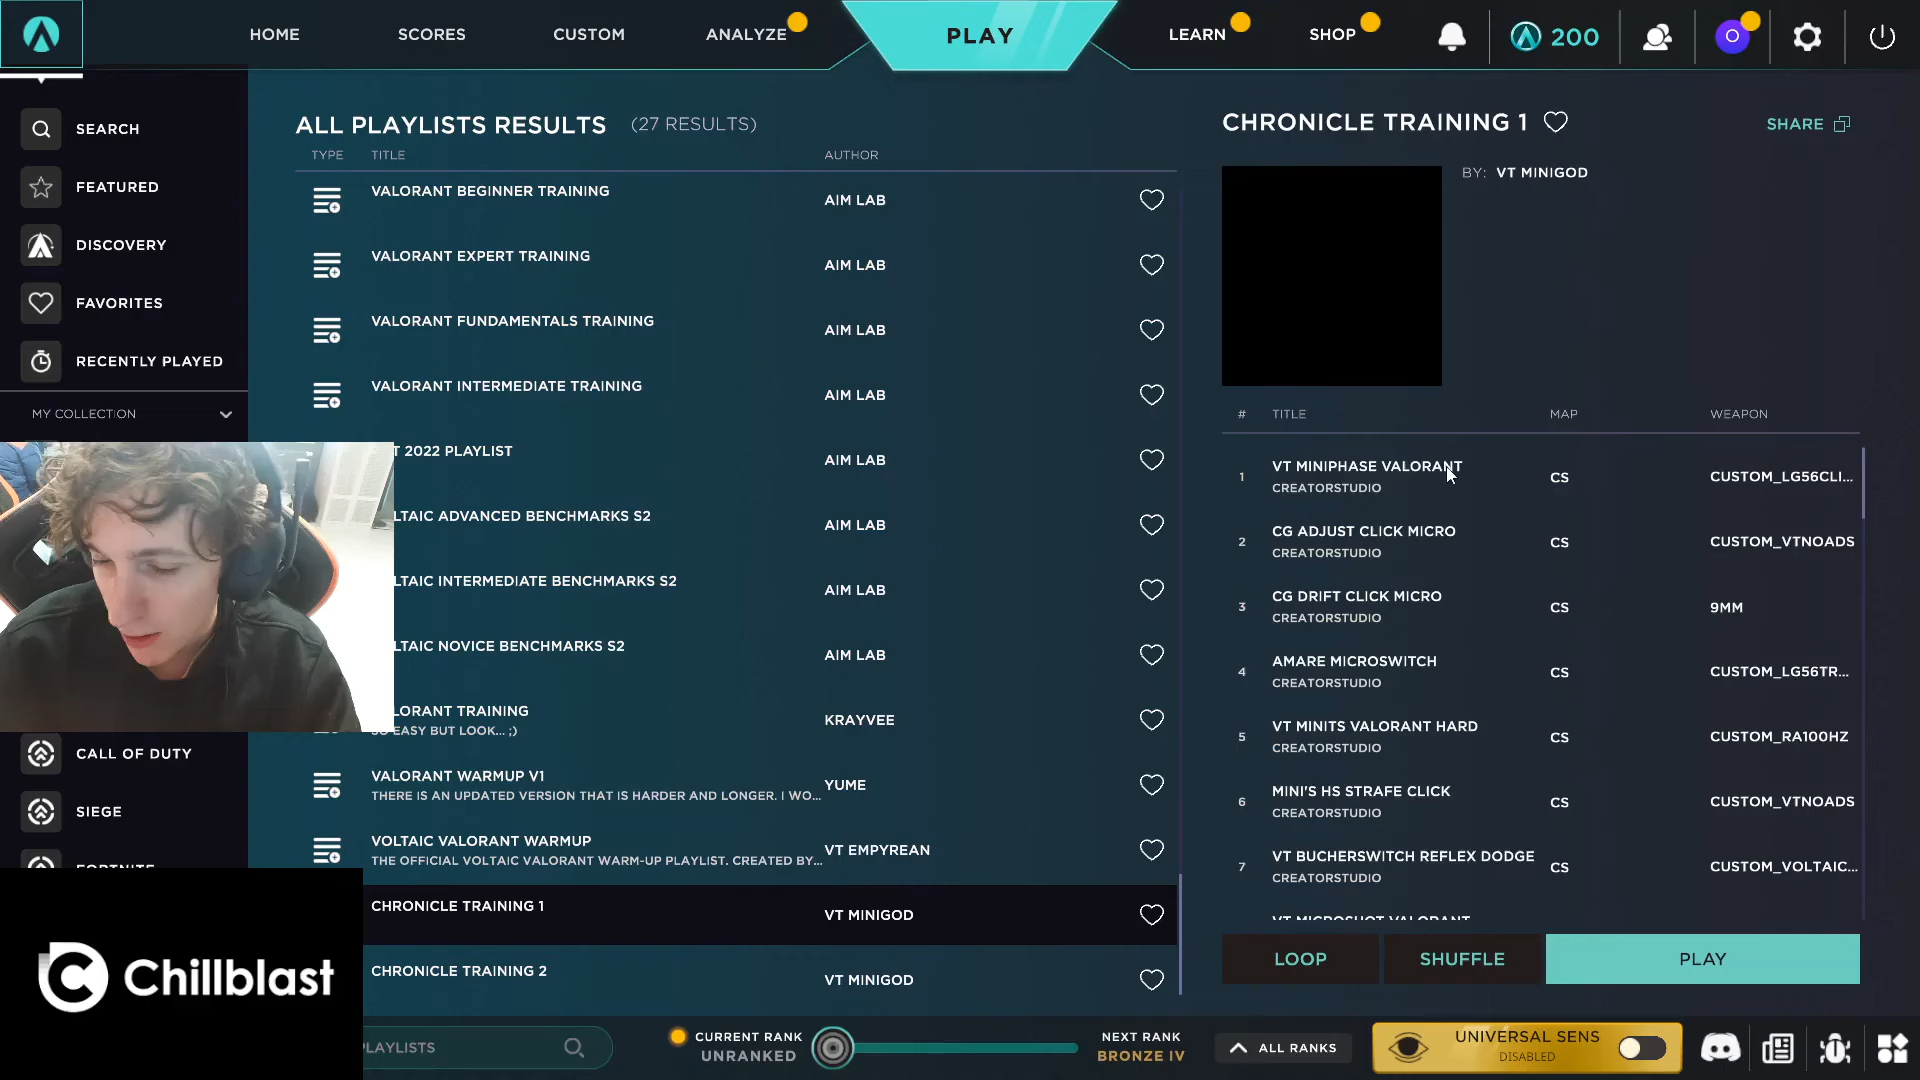 HOME
SCORES
CUSTOM
ANALYZE
PLAY
LEARN
SHOP
200
SEARCH
FEATURED
DISCOVERY
FAVORITES
RECENTLY PLAYED
MY COLLECTION
CALL OF DUTY
SIEGE
FORTNITE
Chillblast
ALL PLAYLISTS RESULTS (27 RESULTS)
TYPE TITLE AUTHOR
VALORANT BEGINNER TRAINING AIM LAB
VALORANT EXPERT TRAINING AIM LAB
VALORANT FUNDAMENTALS TRAINING AIM LAB
VALORANT INTERMEDIATE TRAINING AIM LAB
T 2022 PLAYLIST AIM LAB
LTAIC ADVANCED BENCHMARKS S2 AIM LAB
LTAIC INTERMEDIATE BENCHMARKS S2 AIM LAB
LTAIC NOVICE BENCHMARKS S2 AIM LAB
LORANT TRAINING KRAYVEE
SO EASY BUT LOOK... ;)
VALORANT WARMUP V1 YUME
THERE IS AN UPDATED VERSION THAT IS HARDER AND LONGER. I WO...
VOLTAIC VALORANT WARMUP VT EMPYREAN
THE OFFICIAL VOLTAIC VALORANT WARM-UP PLAYLIST. CREATED BY...
CHRONICLE TRAINING 1 VT MINIGOD
CHRONICLE TRAINING 2 VT MINIGOD
CHRONICLE TRAINING 1
SHARE
BY: VT MINIGOD
# TITLE MAP WEAPON
1 VT MINIPHASE VALORANT CS CUSTOM_LG56CLI...
CREATORSTUDIO
2 CG ADJUST CLICK MICRO CS CUSTOM_VTNOADS
CREATORSTUDIO
3 CG DRIFT CLICK MICRO CS 9MM
CREATORSTUDIO
4 AMARE MICROSWITCH CS CUSTOM_LG56TR...
CREATORSTUDIO
5 VT MINITS VALORANT HARD CS CUSTOM_RA100HZ
CREATORSTUDIO
6 MINI'S HS STRAFE CLICK CS CUSTOM_VTNOADS
CREATORSTUDIO
7 VT BUCHERSWITCH REFLEX DODGE CS CUSTOM_VOLTAIC...
CREATORSTUDIO
VT MICROSHOT VALORANT
LOOP
SHUFFLE
PLAY
PLAYLISTS
CURRENT RANK
UNRANKED
NEXT RANK
BRONZE IV
ALL RANKS
UNIVERSAL SENS
DISABLED